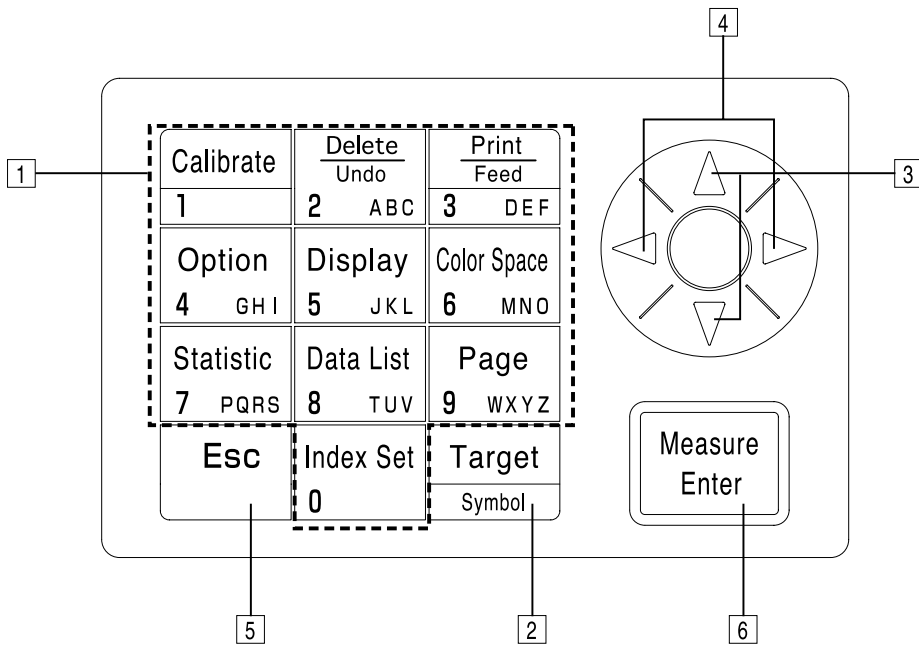 4
1
3
Calibrate
1
Delete
Undo
2 ABC
Print
Feed
3 DEF
Option
4 GHI
Display
5 JKL
Color Space
6 MNO
Statistic
7 PQRS
Data List
8 TUV
Page
9 WXYZ
Esc
Index Set
0
Target
Symbol
Measure
Enter
5
2
6